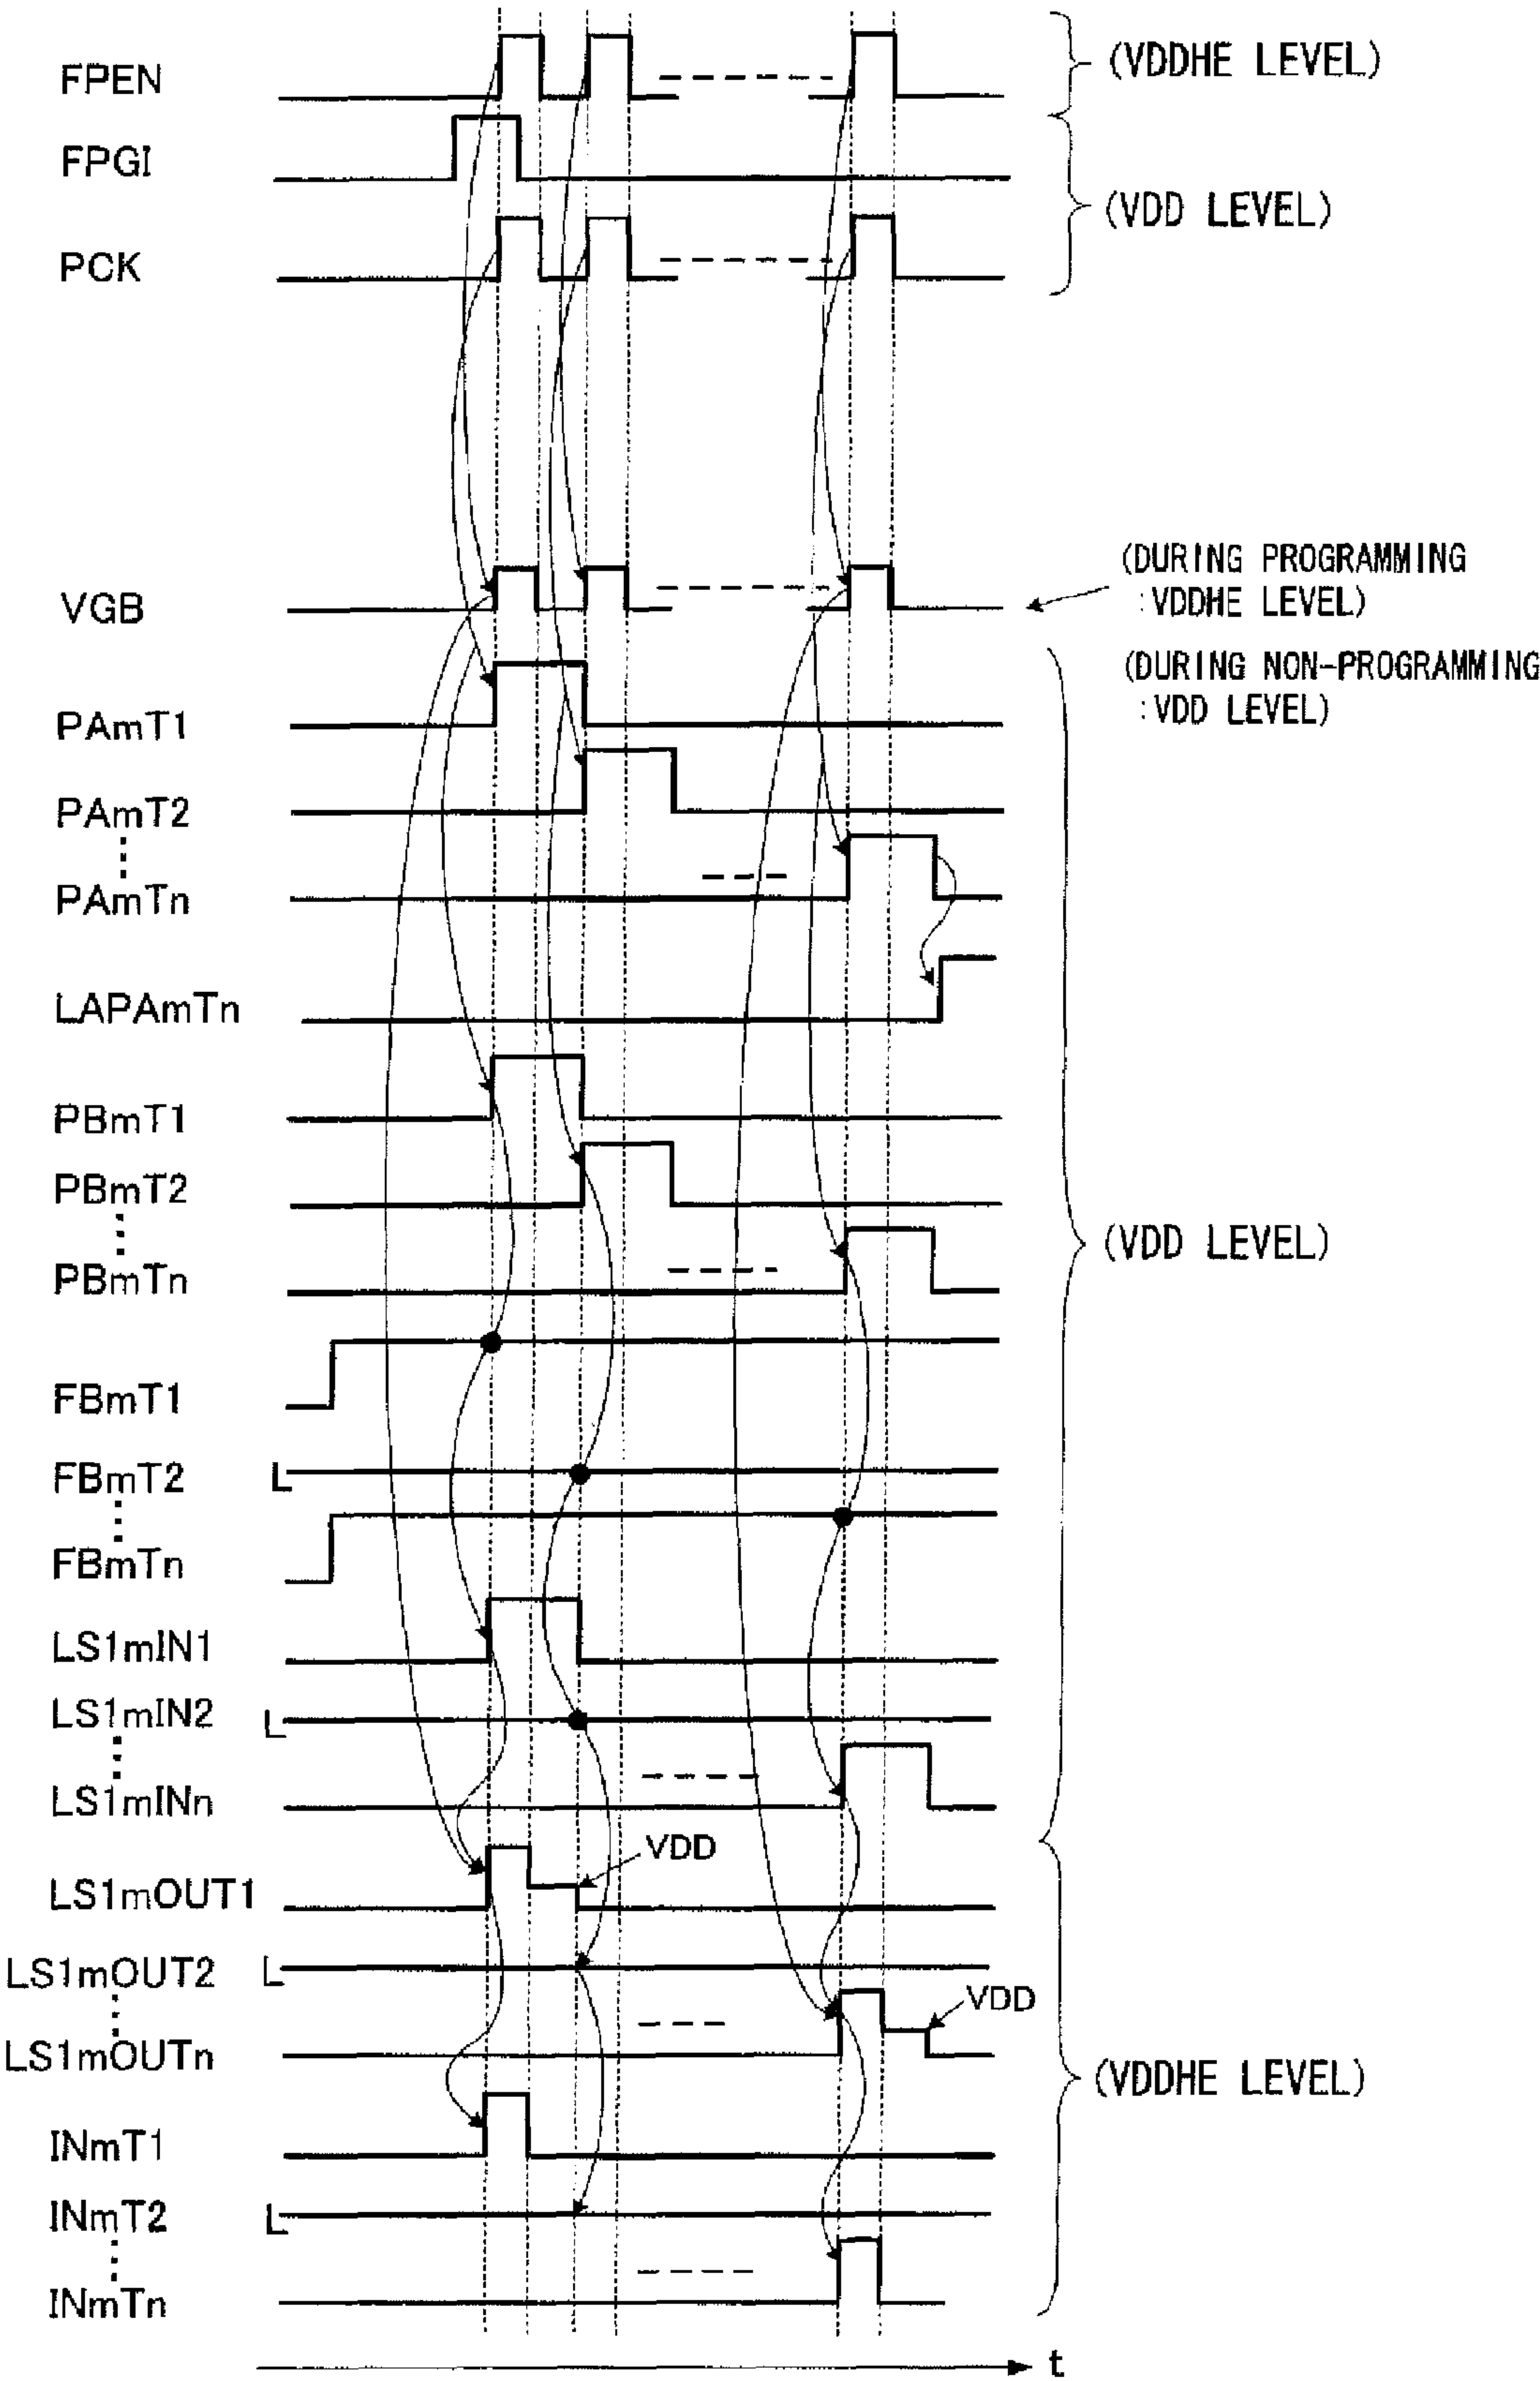 FPEN
(VDDHE LEVEL)
FPGI
(VDD LEVEL)
PCK
VGB
(DURING PROGRAMMING
:VDDHE LEVEL)
(DURING NON-PROGRAMMING
:VDD LEVEL)
PAmT1
PAmT2
PAmTn
LAPAmTn
PBmT1
PBmT2
(VDD LEVEL)
PBmTn
FBmT1
FBmT2 L
FBmTn
LS1mIN1
LS1mIN2 L
LS1mINn
VDD
LS1mOUT1
LS1mOUT2 L
VDD
LS1mOUTn
(VDDHE LEVEL)
INmT1
INmT2 L
INmTn
t